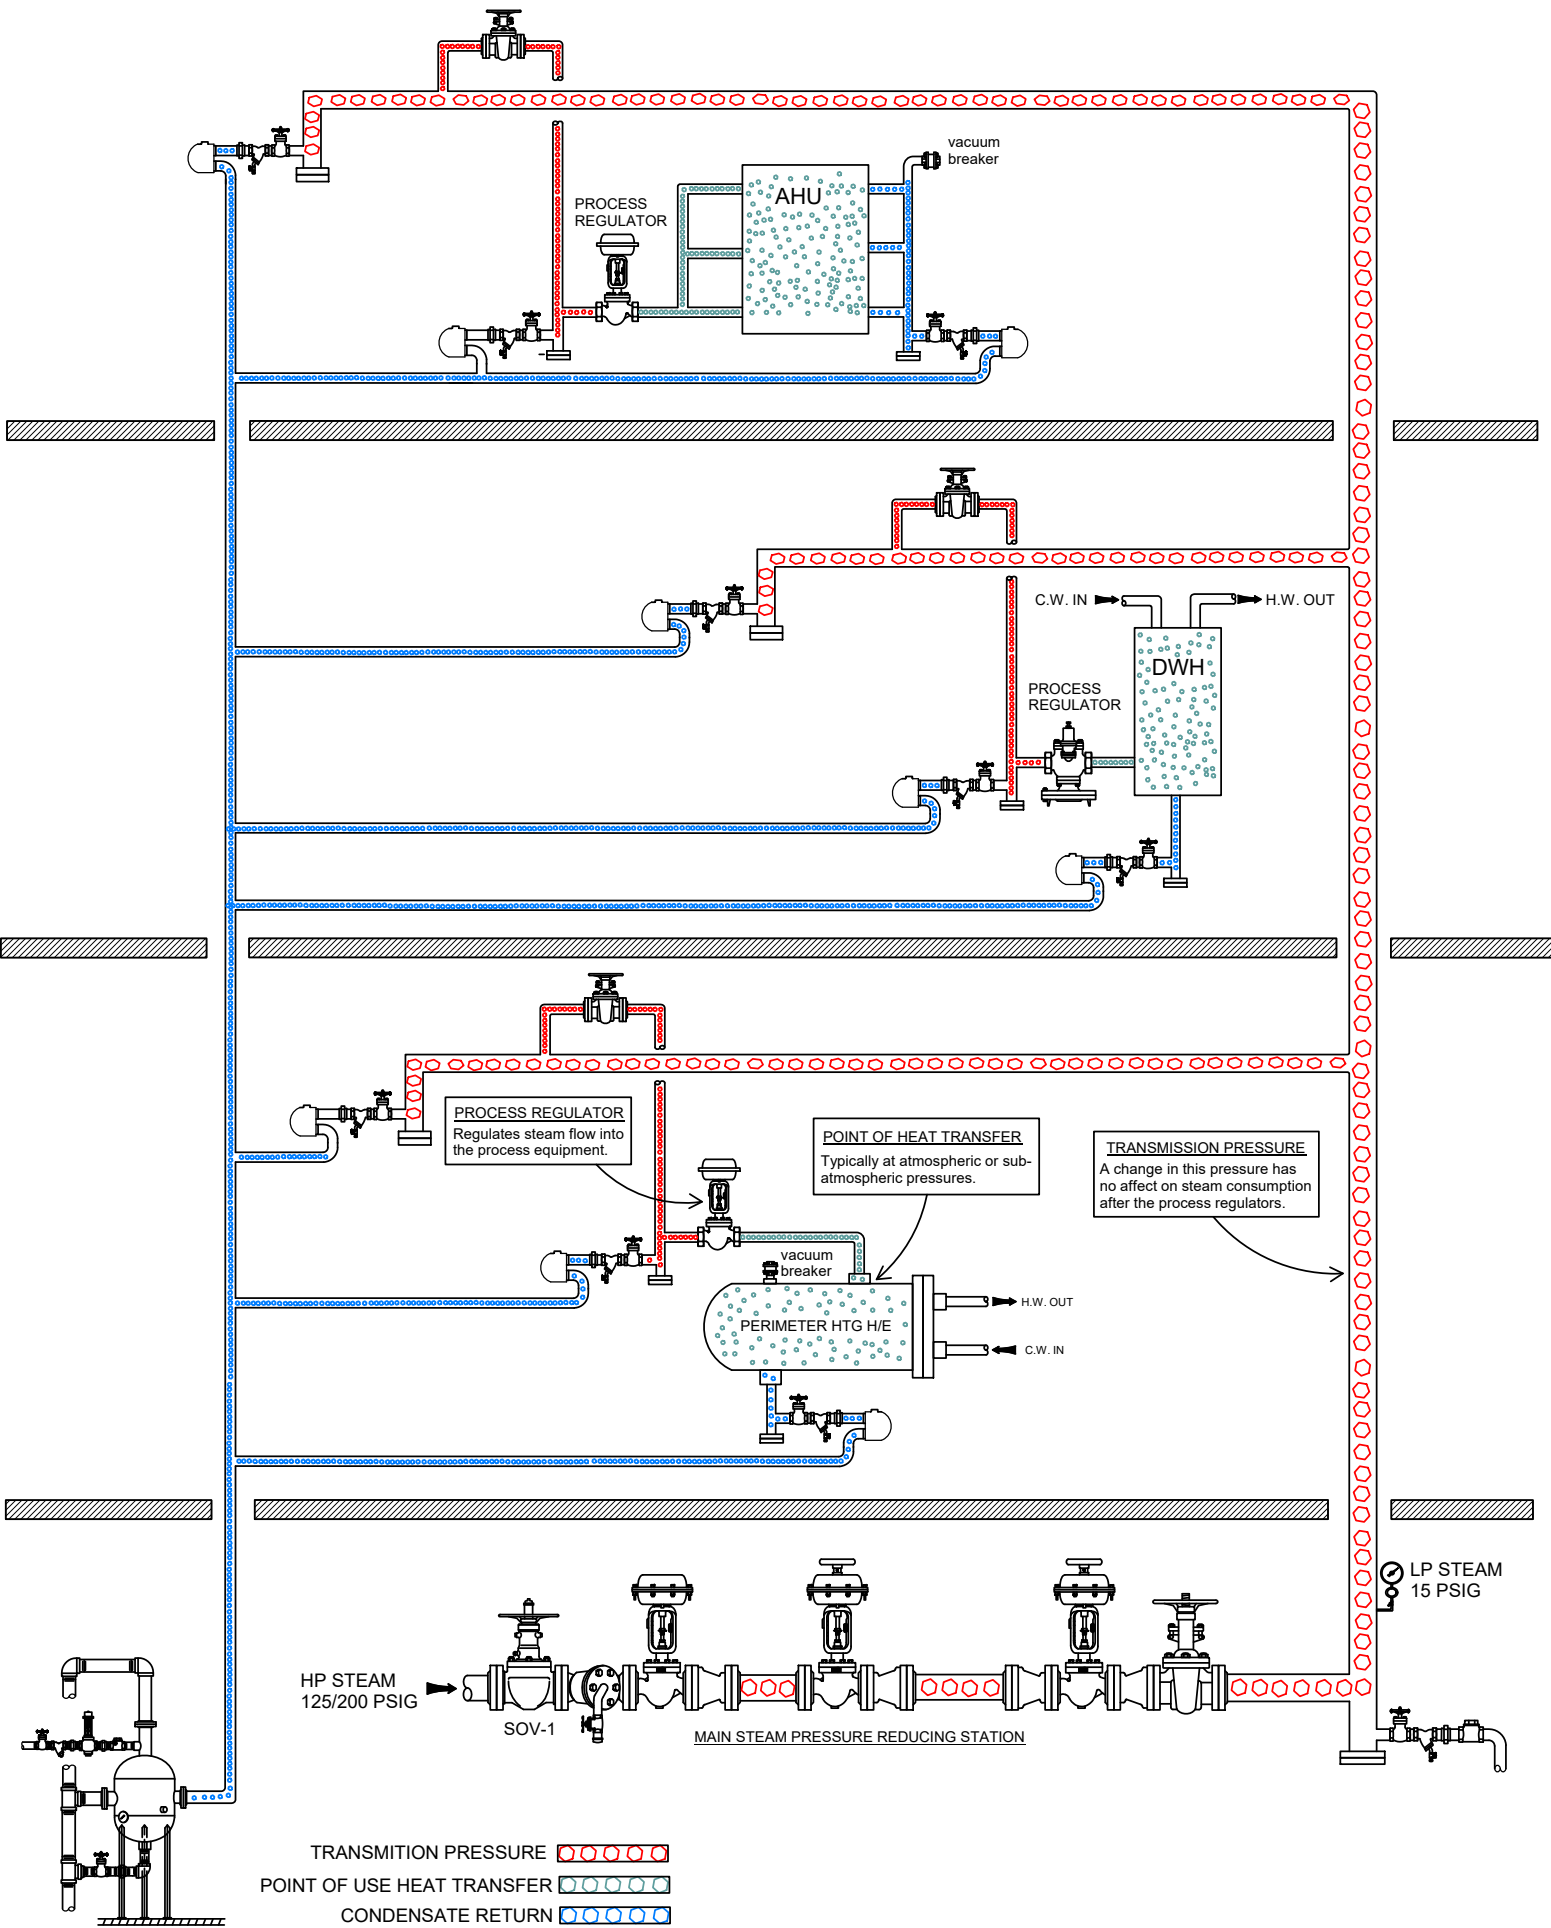 vacuum
breaker
AHU
PROCESS
REGULATOR
C.W. IN
H.W. OUT
DWH
PROCESS
REGULATOR
PROCESS REGULATOR
Regulates steam flow into
the process equipment.
POINT OF HEAT TRANSFER
Typically at atmospheric or sub-
atmospheric pressures.
TRANSMISSION PRESSURE
A change in this pressure has
no affect on steam consumption
after the process regulators.
vacuum
breaker
H.W. OUT
PERIMETER HTG H/E
C.W. IN
LP STEAM
15 PSIG
HP STEAM
125/200 PSIG
SOV-1
MAIN STEAM PRESSURE REDUCING STATION
TRANSMITION PRESSURE
POINT OF USE HEAT TRANSFER
CONDENSATE RETURN